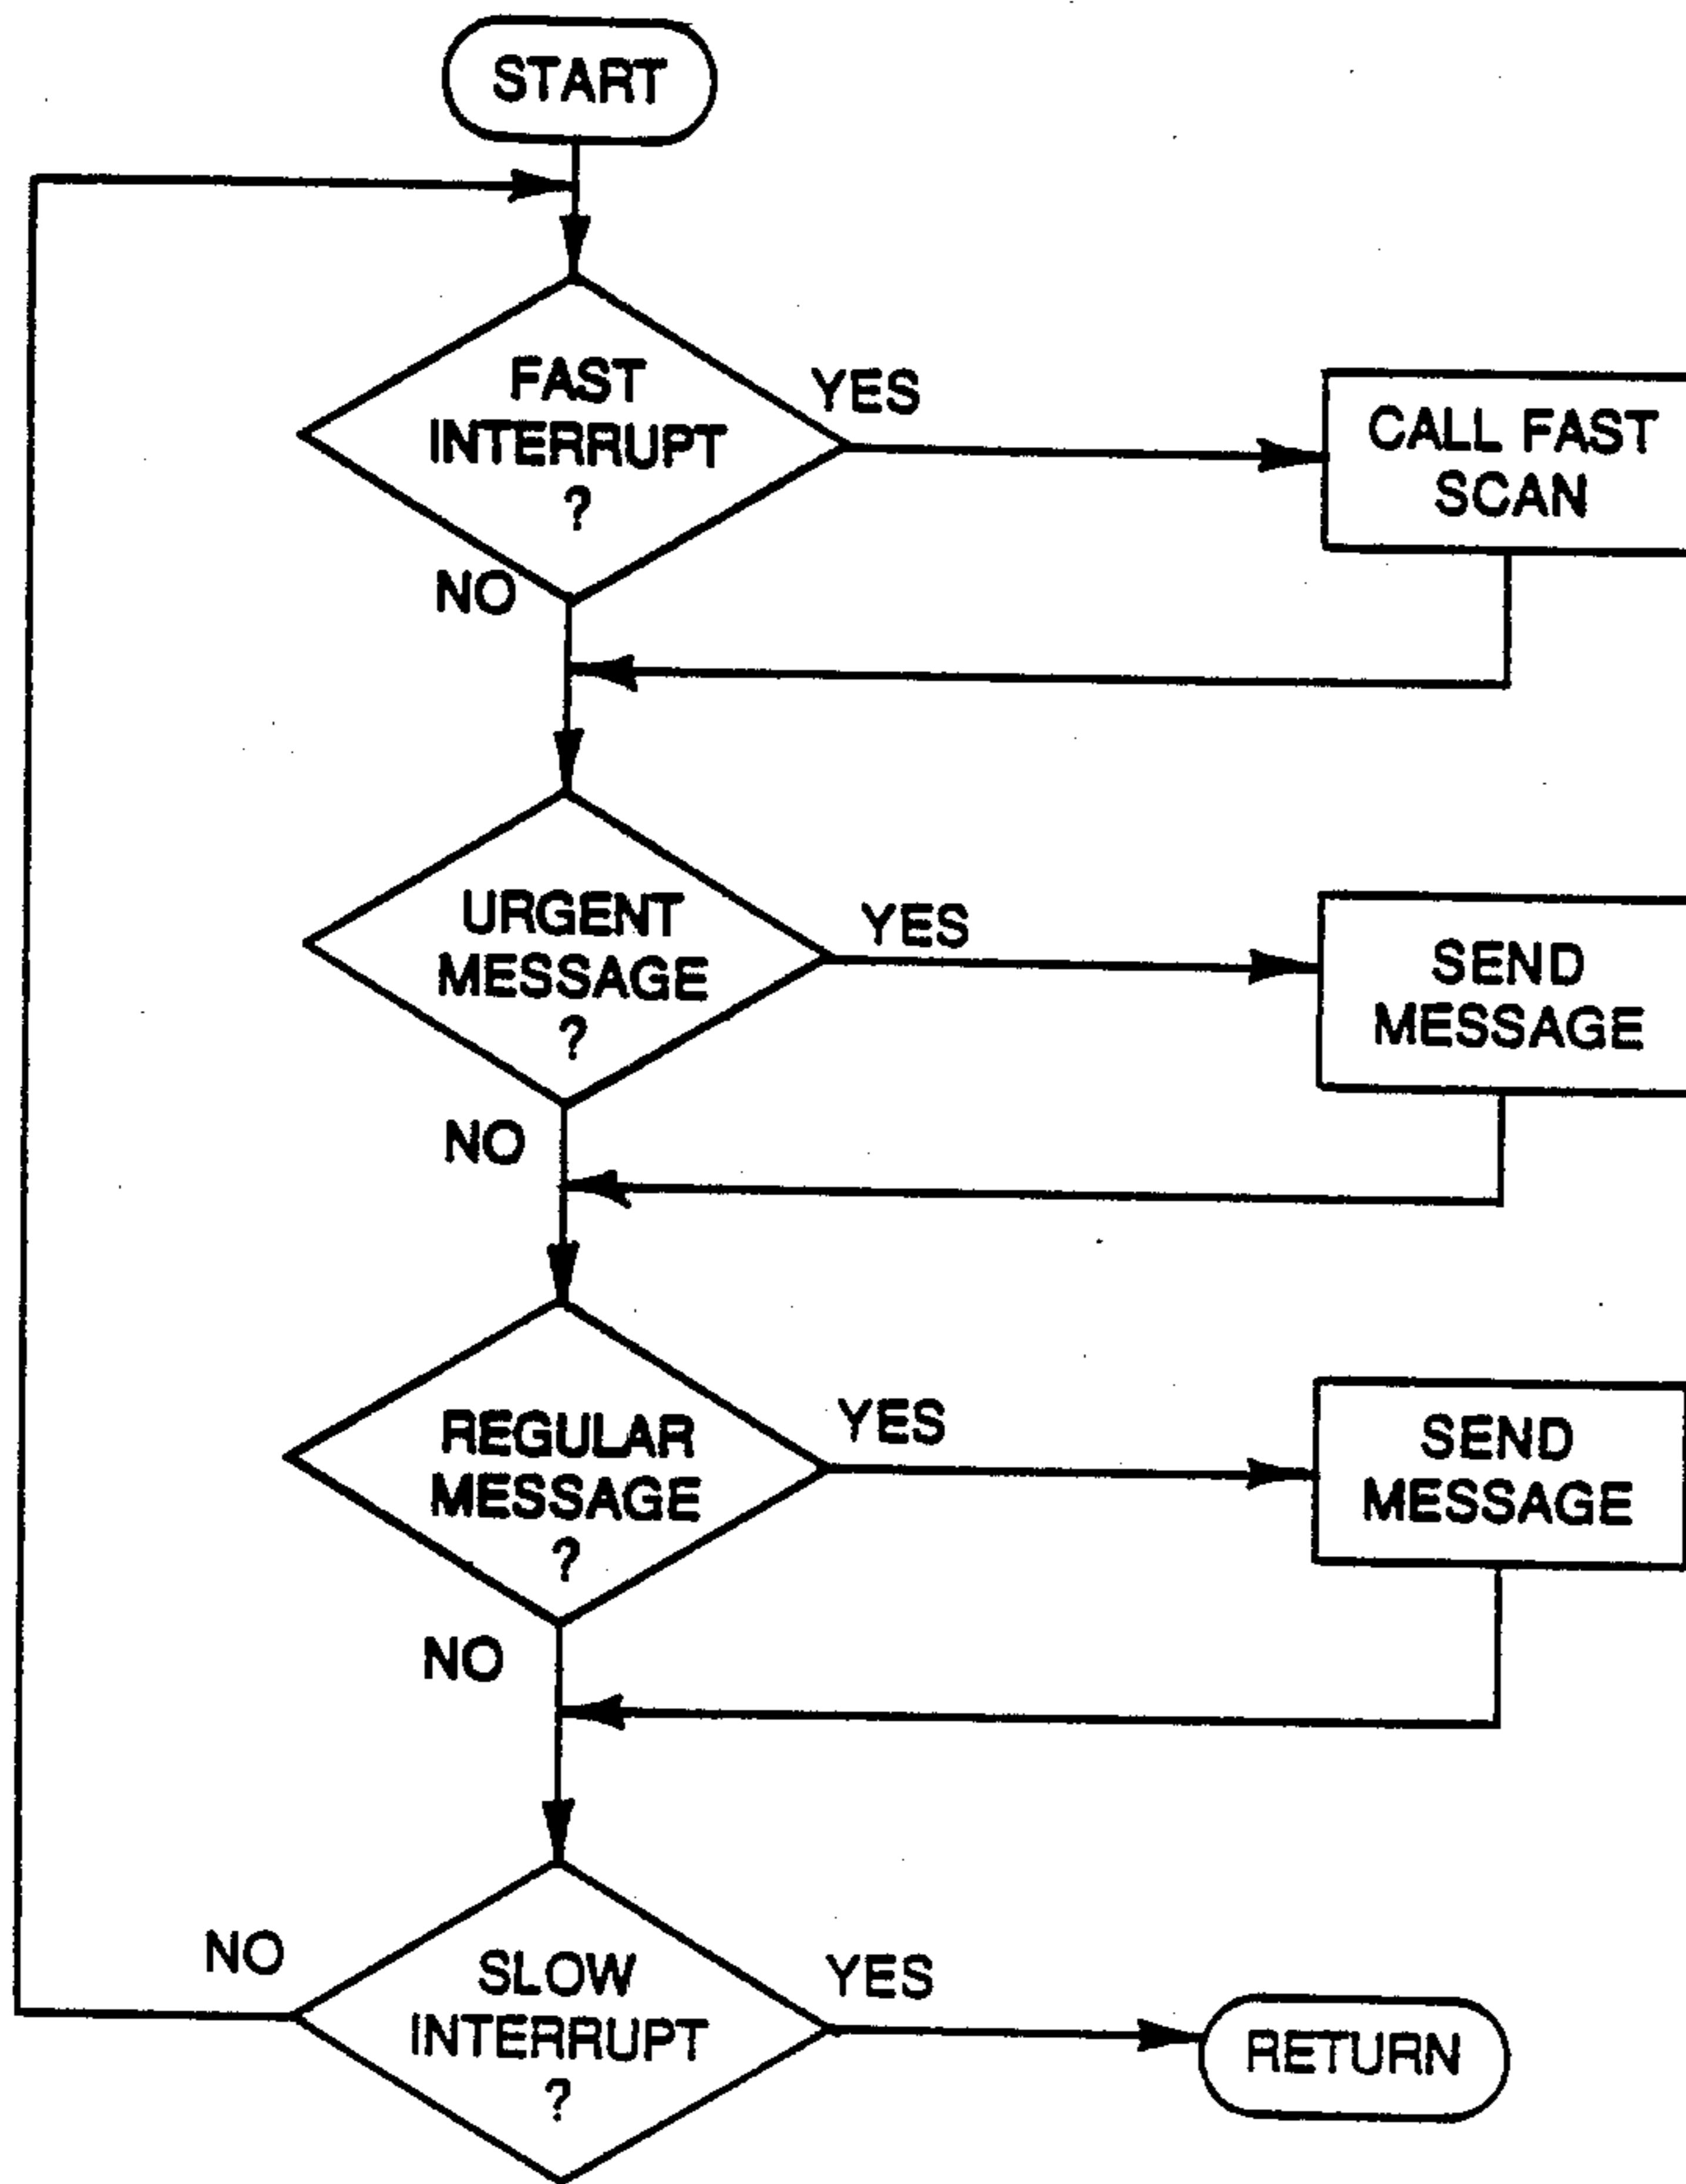 START
FAST
INTERRUPT
?
YES
CALL FAST
SCAN
NO
URGENT
MESSAGE
?
YES
SEND
MESSAGE
NO
REGULAR
MESSAGE
?
YES
SEND
MESSAGE
NO
SLOW
INTERRUPT
?
NO
YES
RETURN